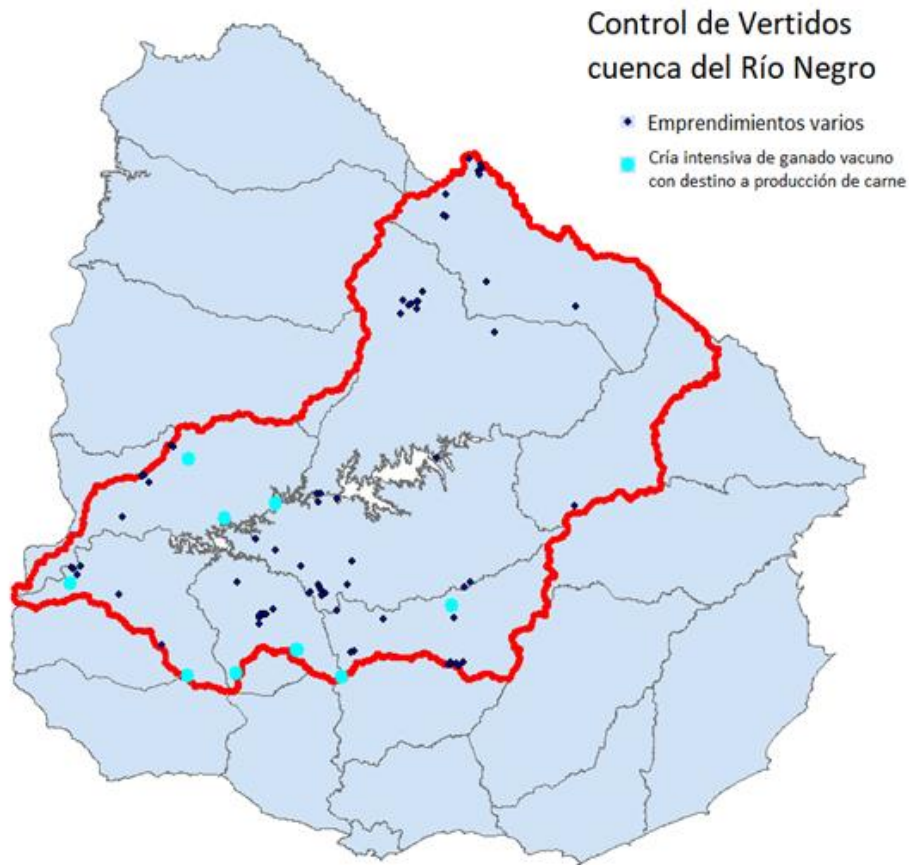 Control de Vertidos
cuenca del Río Negro
Emprendimientos varios
Cría intensiva de ganado vacuno
con destino a producción de carne